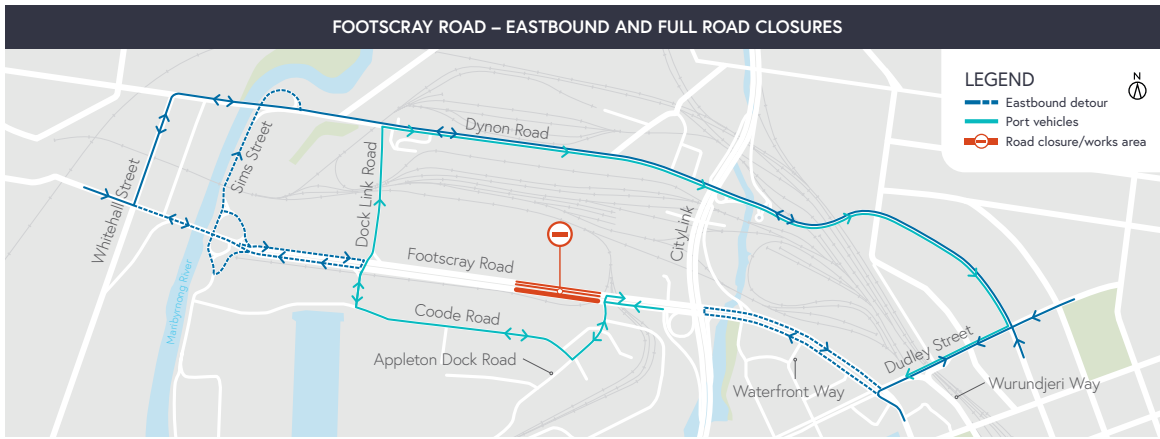 FOOTSCRAY ROAD – EASTBOUND AND FULL ROAD CLOSURES
LEGEND
N
Eastbound detour
Port vehicles
Road closure/works area
Dynon Road
Sims Street
Whitehall Street
Dock Link Road
CityLink
Footscray Road
Maribyrnong River
Coode Road
Appleton Dock Road
Dudley Street
Waterfront Way
Wurundjeri Way